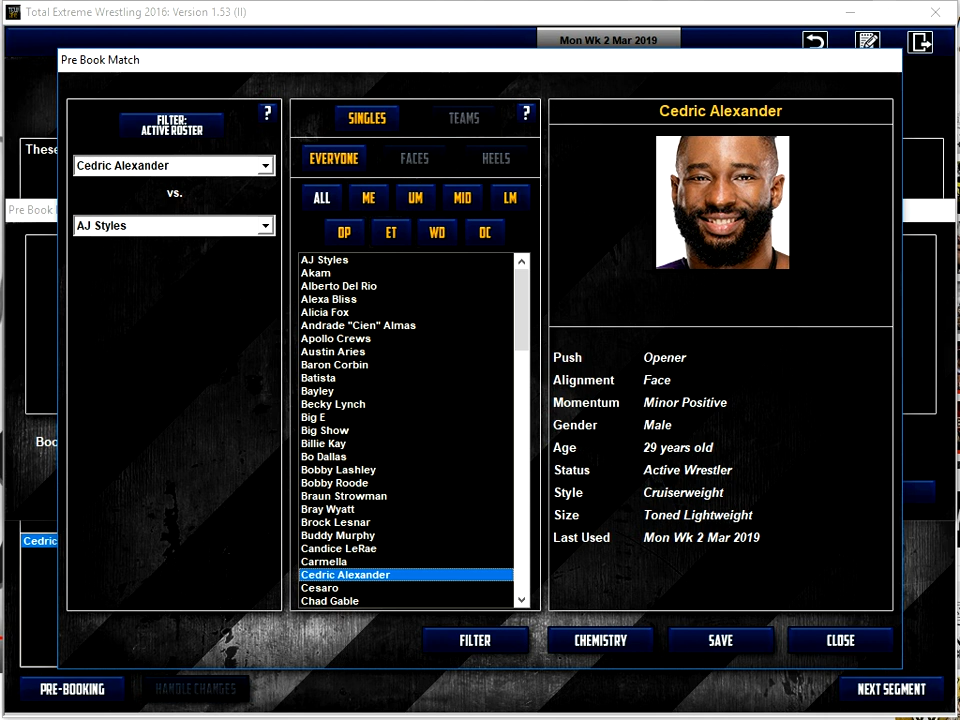 Total Extreme Wrestling 2016: Version 1.53 (II)
Mon Wk 2 Mar 2019
Pre Book Match
These
Pre Book
Boo
Cedric
FILTER:
ACTIVE ROSTER
?
Cedric Alexander
vs.
AJ Styles
SINGLES
TEAMS
?
EVERYONE
FACES
HEELS
ALL
ME
UM
MID
LM
OP
ET
WO
OC
AJ Styles
Akam
Alberto Del Rio
Alexa Bliss
Alicia Fox
Andrade "Cien" Almas
Apollo Crews
Austin Aries
Baron Corbin
Batista
Bayley
Becky Lynch
Big E
Big Show
Billie Kay
Bo Dallas
Bobby Lashley
Bobby Roode
Braun Strowman
Bray Wyatt
Brock Lesnar
Buddy Murphy
Candice LeRae
Carmella
Cedric Alexander
Cesaro
Chad Gable
Cedric Alexander
Push Opener
Alignment Face
Momentum Minor Positive
Gender Male
Age 29 years old
Status Active Wrestler
Style Cruiserweight
Size Toned Lightweight
Last Used Mon Wk 2 Mar 2019
FILTER
CHEMISTRY
SAVE
CLOSE
PRE-BOOKING
HANDLE CHANGES
NEXT SEGMENT